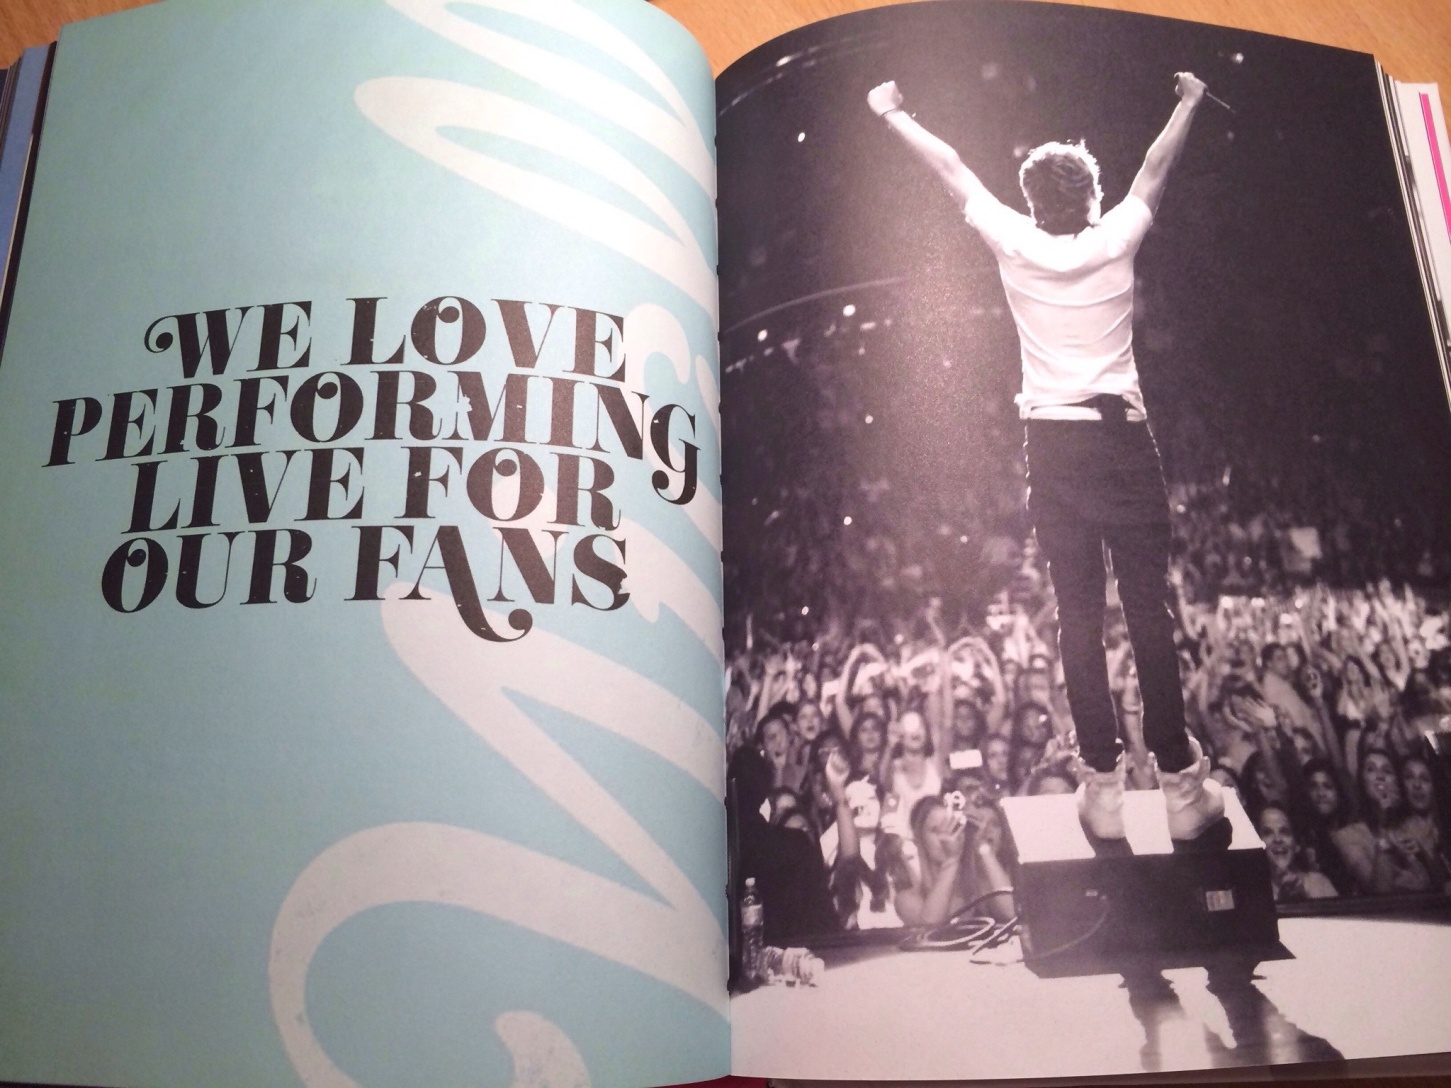 WE LOVE
PERFORMING
LIVE FOR
OUR FANS